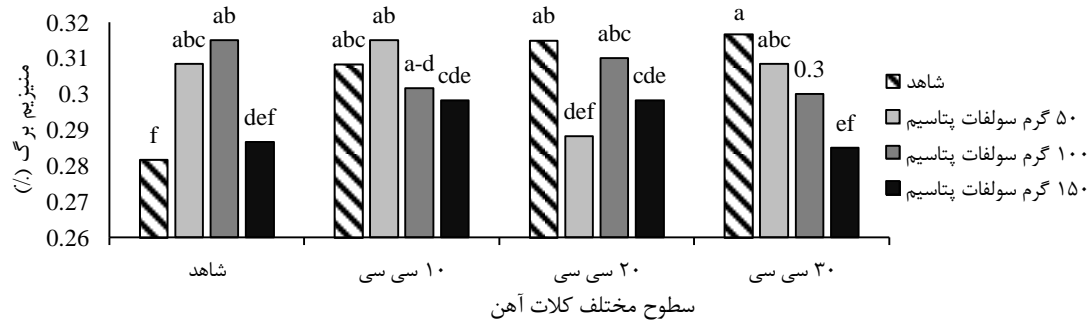 منیزیم برگ (٪)
0.32
0.31
0.3
0.29
0.28
0.27
0.26
f
abc
ab
def
abc
ab
a-d
cde
ab
def
abc
cde
a
abc
0.3
ef
شاهد
۱۰ سی سی
۲۰ سی سی
۳۰ سی سی
سطوح مختلف کلات آهن
شاهد
۵۰ گرم سولفات پتاسیم
۱۰۰ گرم سولفات پتاسیم
۱۵۰ گرم سولفات پتاسیم